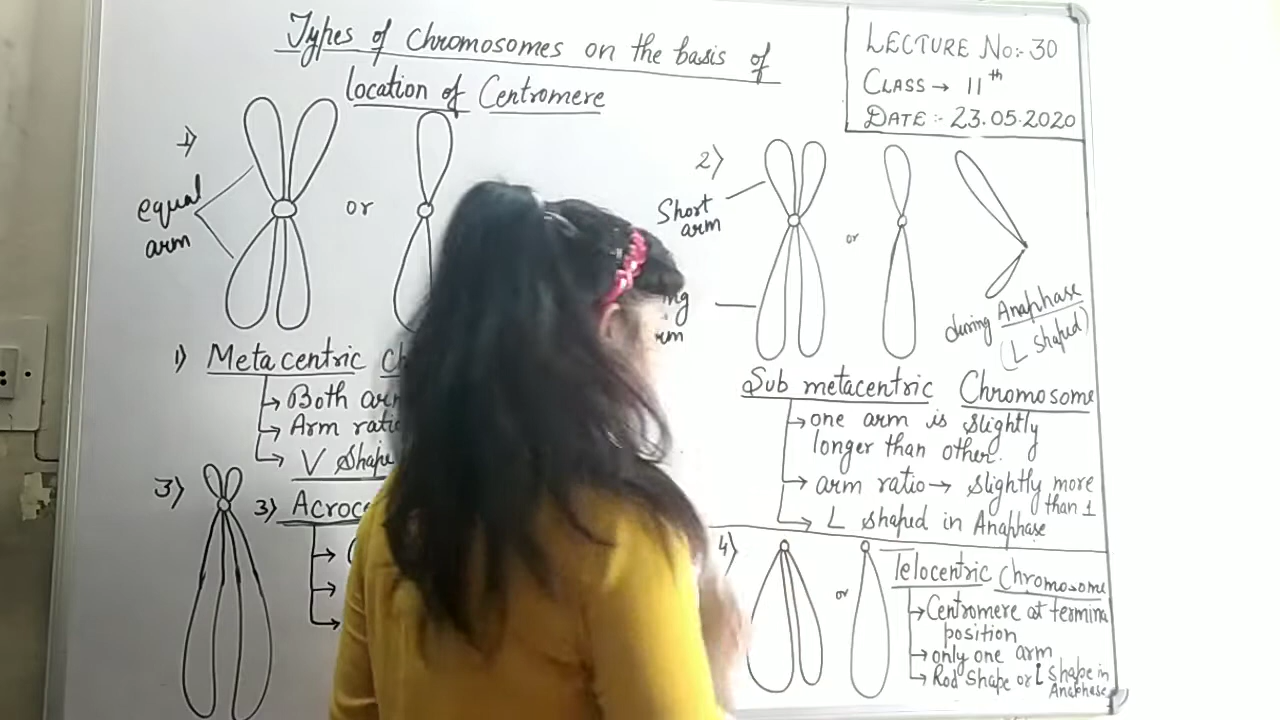 Types of Chromosomes on the basis of
location of Centromere
LECTURE No:- 30
CLASS → 11th
DATE :- 23.05.2020
1)
equal
arm
or
1) Metacentric
→ Both
→ Arm
→ V Shape
2)
Short
arm
or
during Anaphase
(L Shaped)
Sub metacentric Chromosome
→ one arm is slightly
longer than other.
→ arm ratio → slightly more
than 1
→ L shaped in Anaphase
3)
3)
4)
or
Telocentric Chromosome
→ Centromere at
position
→ only one arm
→ Rod Shape or Shape in
Anaphase